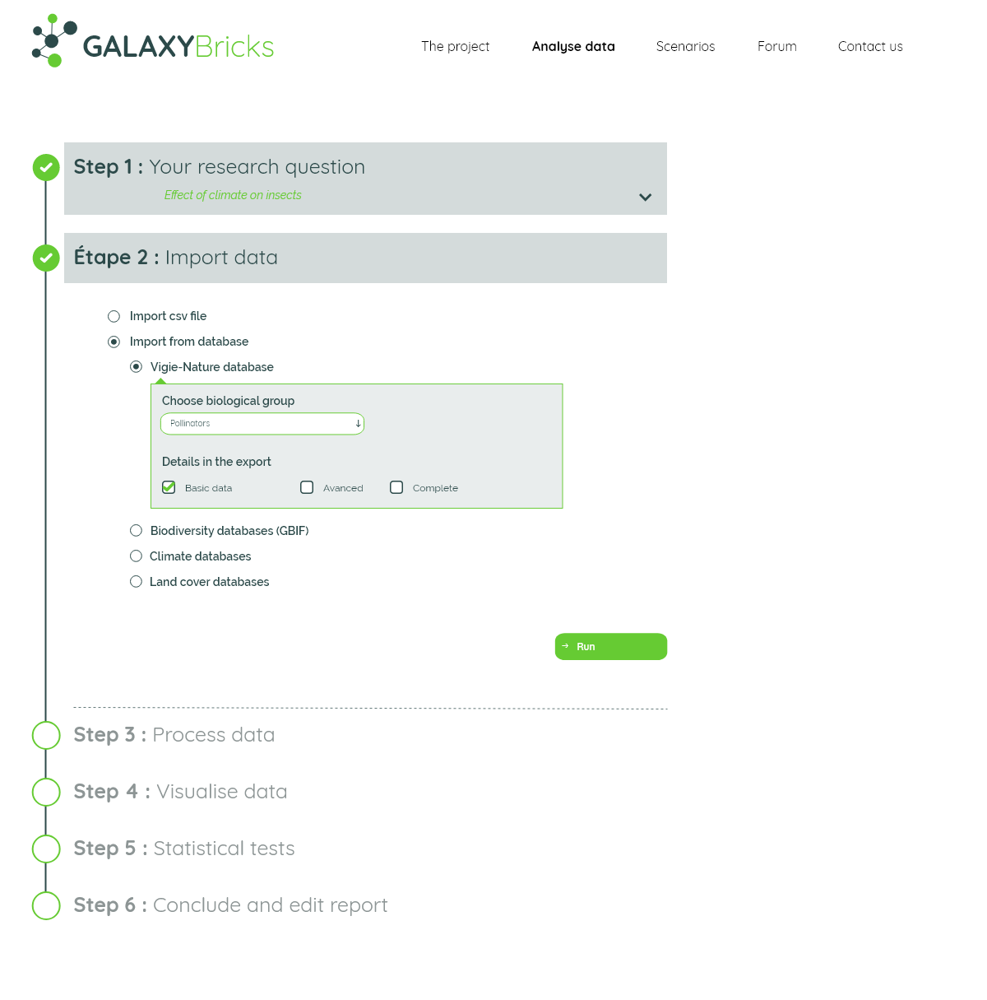 GALAXYBricks
The project Analyse data Scenarios Forum Contact us
Step 1 : Your research question
Effect of climate on insects
Étape 2 : Import data
Import csv file
Import from database
Vigie-Nature database
Choose biological group
Pollinators
Details in the export
Basic data Avanced Complete
Biodiversity databases (GBIF)
Climate databases
Land cover databases
Run
Step 3 : Process data
Step 4 : Visualise data
Step 5 : Statistical tests
Step 6 : Conclude and edit report